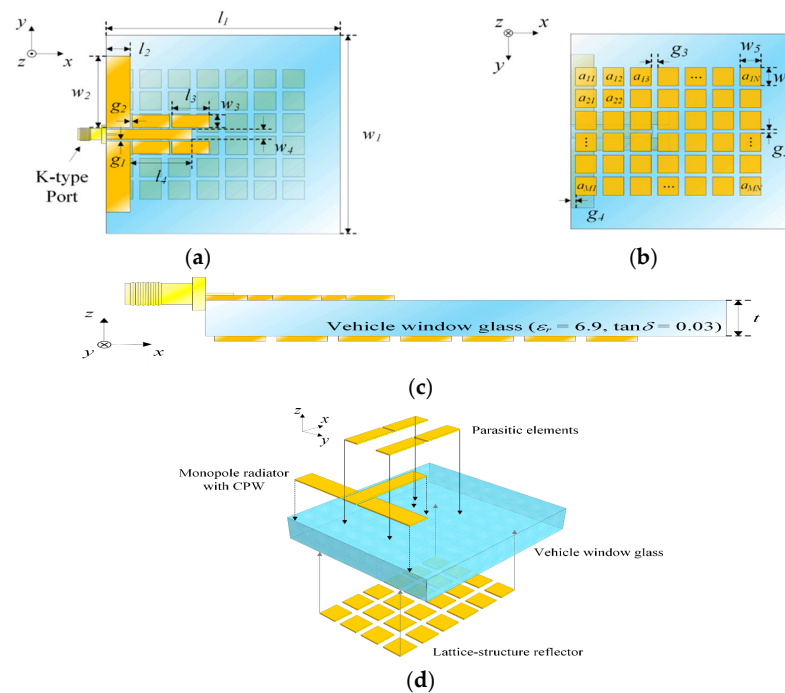 y
z
x
l₁
l₂
w₂
g₂
l₃
w₃
w₄
w₁
g₁
l₄
K-type
Port
(a)
z
x
y
g₃
w₅
a₁₁ a₁₂ a₁₃ ... a₁N
w
a₂₁ a₂₂
g
⋮ ⋮
aM₁ ... aMN
g₄
(b)
z
y
x
Vehicle window glass (εᵣ = 6.9, tanδ = 0.03)
t
(c)
z
x
y
Parasitic elements
Monopole radiator
with CPW
Vehicle window glass
Lattice-structure reflector
(d)